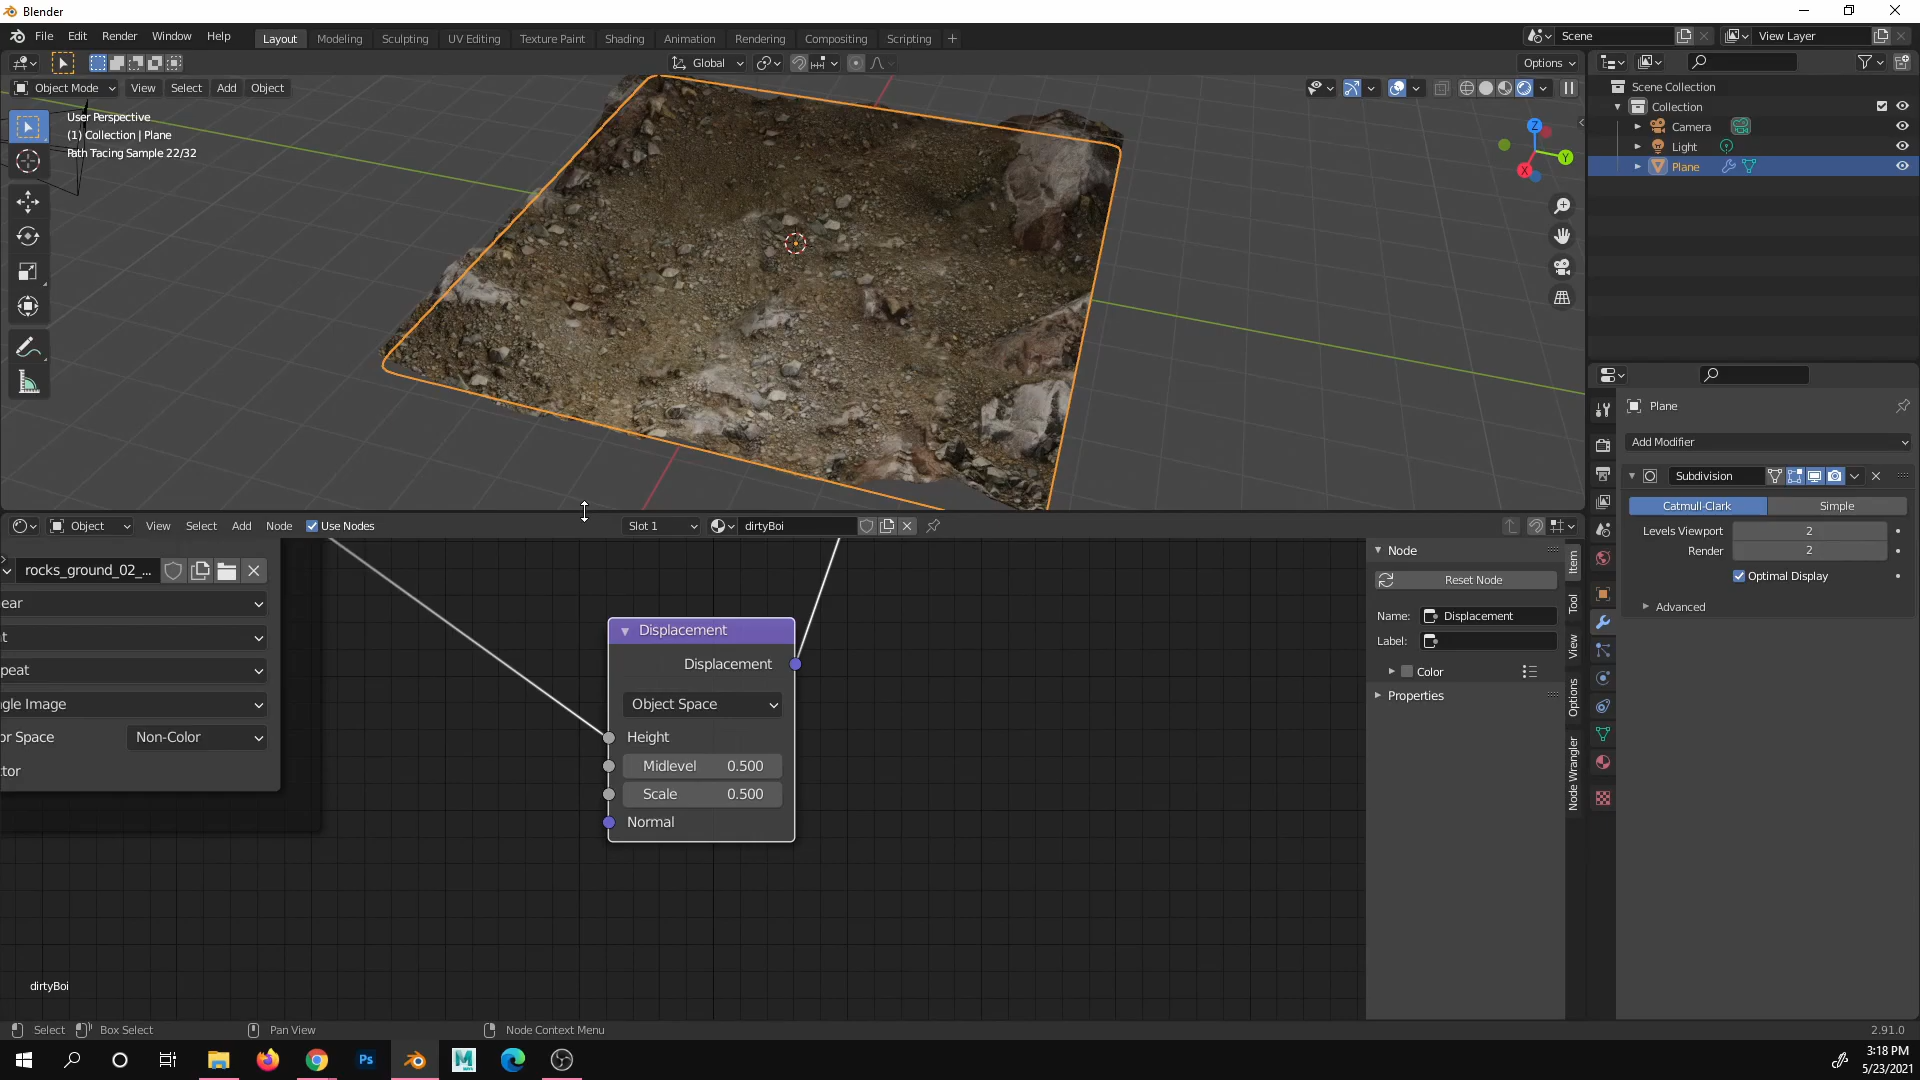 Blender
File Edit Render Window Help
Layout Modeling Sculpting UV Editing Texture Paint Shading Animation Rendering Compositing Scripting
Scene View Layer
Global Options
Object Mode View Select Add Object
User Perspective
(1) Collection | Plane
Path Tracing Sample 22/32
Z
Y
X
Scene Collection
Collection
Camera
Light
Plane
Plane
Add Modifier
Subdivision
Catmull-Clark Simple
Levels Viewport 2
Render 2
Optimal Display
Advanced
Object View Select Add Node Use Nodes Slot 1 dirtyBoi
rocks_ground_02_...
ear
t
peat
gle Image
or Space Non-Color
ctor
Displacement
Displacement
Object Space
Height
Midlevel 0.500
Scale 0.500
Normal
Node
Reset Node
Name: Displacement
Label:
Color
Properties
Item
Tool
View
Options
Node Wrangler
dirtyBoi
Select Box Select Pan View Node Context Menu 2.91.0
Ps
3:18 PM
5/23/2021